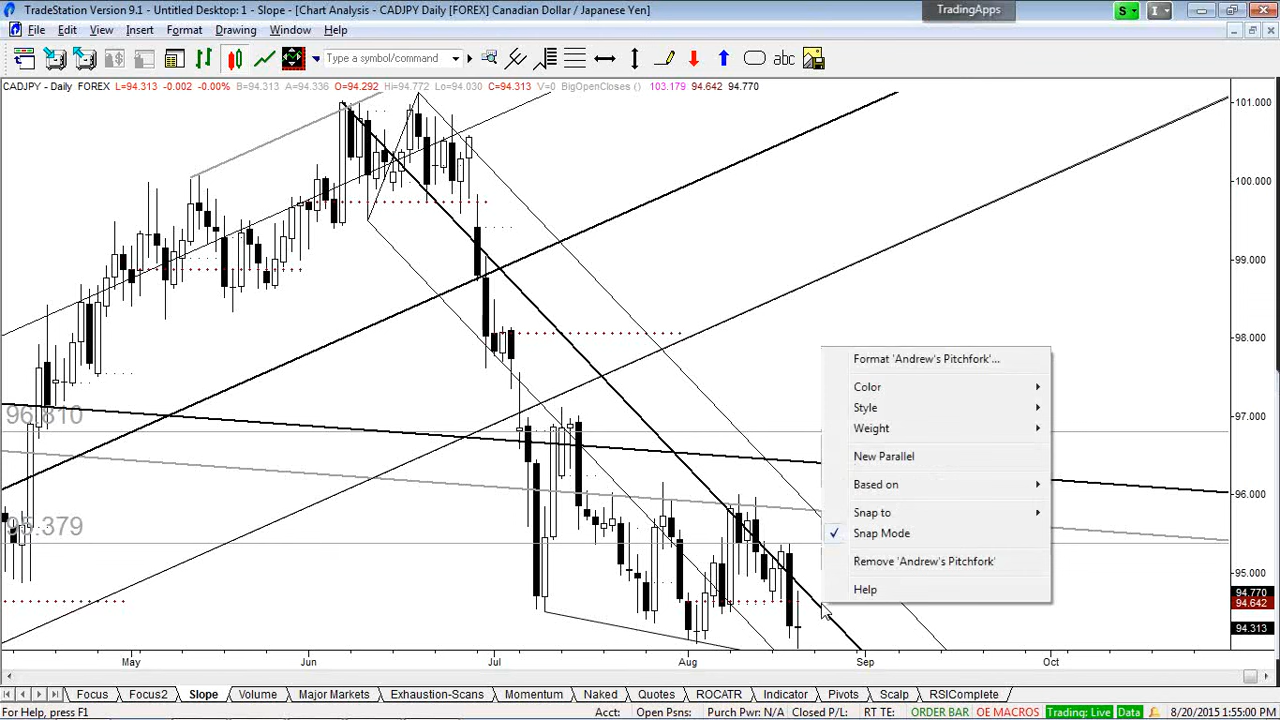 TradeStation Version 9.1 - Untitled Desktop: 1 - Slope - [Chart Analysis - CADJPY Daily [FOREX] Canadian Dollar / Japanese Yen]
TradingApps
S
I
File Edit View Insert Format Drawing Window Help
Type a symbol/command
abc
CADJPY - Daily FOREX L=94.313 -0.002 -0.00% B=94.313 A=94.336 O=94.292 Hi=94.772 Lo=94.030 C=94.313 V=0 BigOpenCloses () 103.179 94.642 94.770
101.000
100.000
99.000
98.000
97.000
96.000
95.000
94.770
94.642
94.313
96.810
95.379
Format 'Andrew's Pitchfork'...
Color
Style
Weight
New Parallel
Based on
Snap to
Snap Mode
Remove 'Andrew's Pitchfork'
Help
May Jun Jul Aug Sep Oct
Focus Focus2 Slope Volume Major Markets Exhaustion-Scans Momentum Naked Quotes ROCATR Indicator Pivots Scalp RSIComplete
For Help, press F1
Acct: Open Psns: Purch Pwr: N/A Closed P/L: RT TE: ORDER BAR OE MACROS Trading: Live Data 8/20/2015 1:55:00 PM